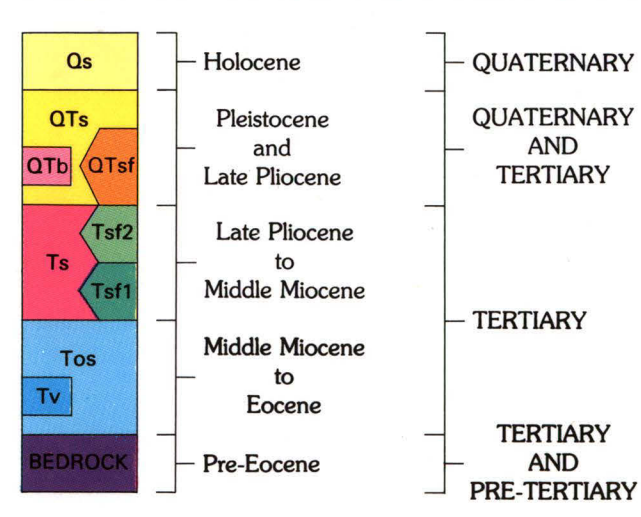 Qs
Holocene
QUATERNARY
QTs
QTb
QTsf
Pleistocene
and
Late Pliocene
QUATERNARY
AND
TERTIARY
Ts
Tsf2
Tsf1
Late Pliocene
to
Middle Miocene
TERTIARY
Tos
Tv
Middle Miocene
to
Eocene
BEDROCK
Pre-Eocene
TERTIARY
AND
PRE-TERTIARY